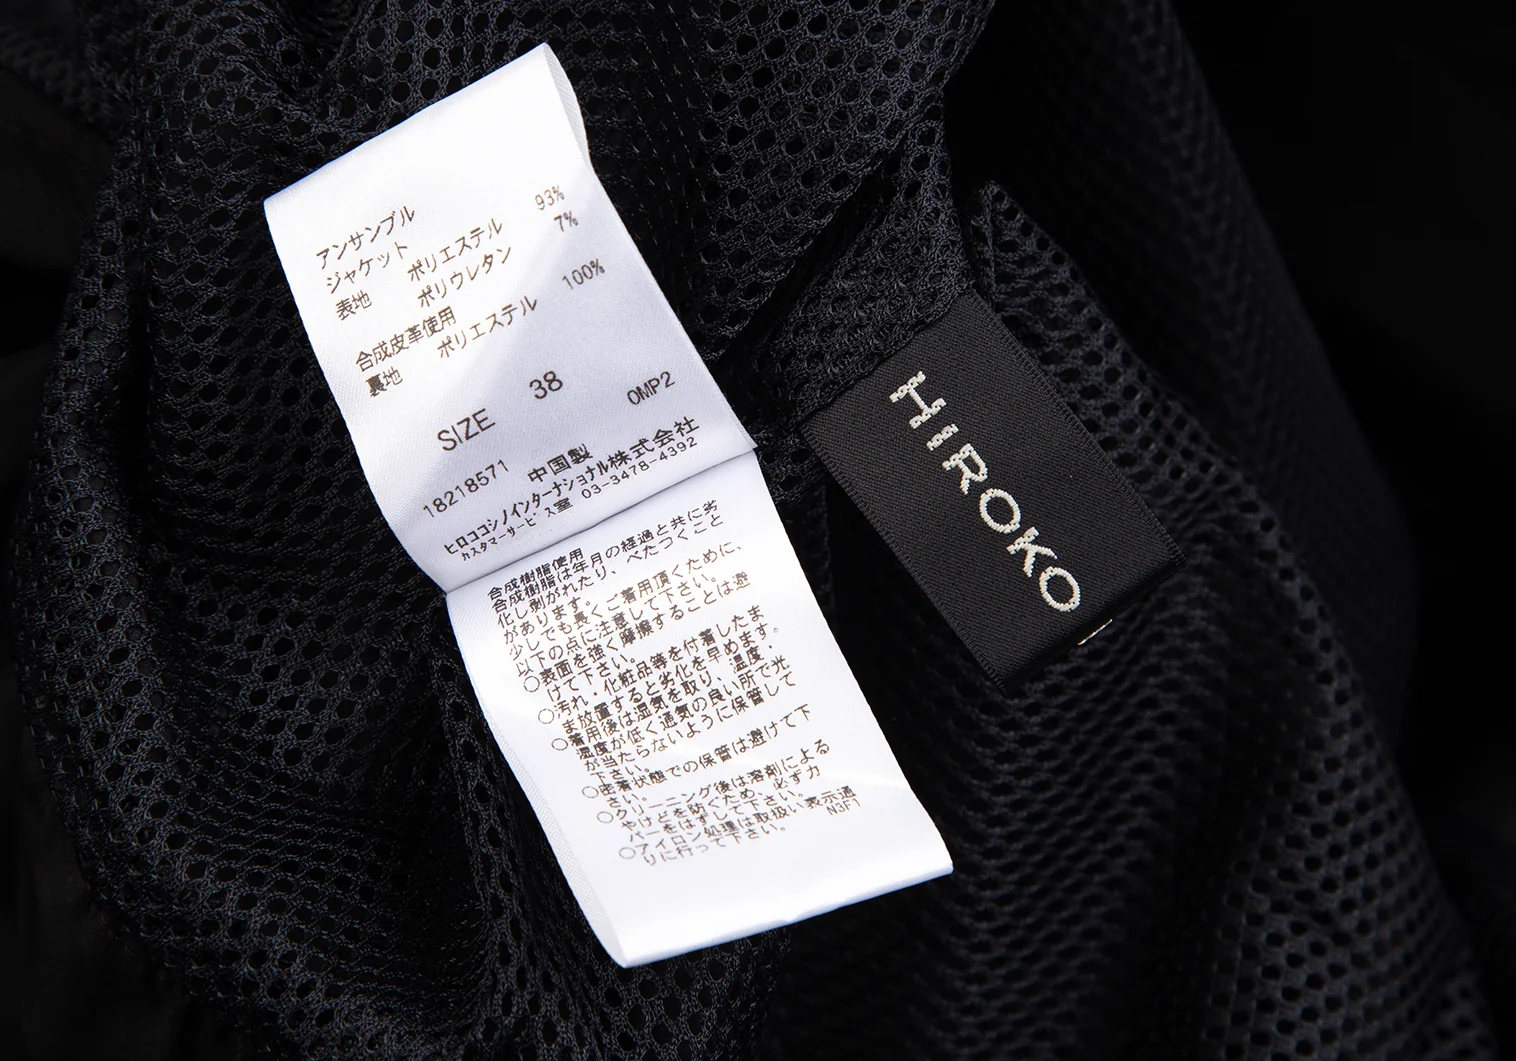 アンサンブル
ジャケット
表地 ポリエステル 93%
ポリウレタン 7%
合成皮革使用
裏地 ポリエステル 100%
SIZE 38
0MP2
1821571 中国製
ヒロココシノインターナショナル株式会社
カスタマーサービス室 03-3478-4392
合成樹脂使用
合成樹脂は年月の経過と共に劣
化し剥がれたり、べたつくこと
があります。
少しでも長くご着用頂くために、
以下の点に注意して下さい。
○表面を強く摩擦することは避
けて下さい。
○汚れ、化粧品等を付着したま
ま放置すると劣化を早めます。
○着用後は湿気を取り、温度・
湿度が低く通気の良い所で光
が当たらないように保管して
下さい。
○密着状態での保管は避けて下
さい。
○クリーニング後は溶剤による
やけどを防ぐため、必ずカ
バーをはずして下さい。
○アイロン処理は取扱い表示通
りに行って下さい。
N3F1
HIROKO